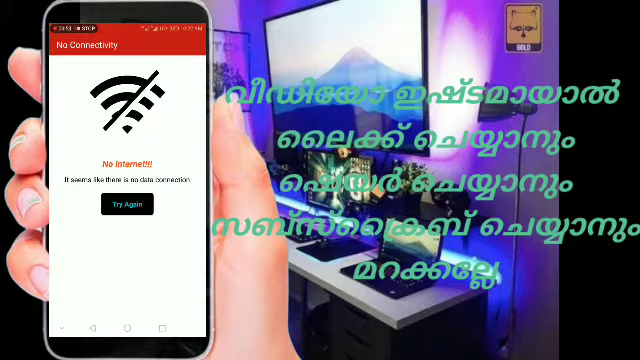 No Connectivity
No Internet!!!
It seems like there is no data connection
Try Again
GOLD
വീഡിയോ ഇഷ്ടമായാൽ
ലൈക്ക് ചെയ്യാനും
ഷെയർ ചെയ്യാനും
സബ്സ്ക്രൈബ് ചെയ്യാനും
മറക്കല്ലേ